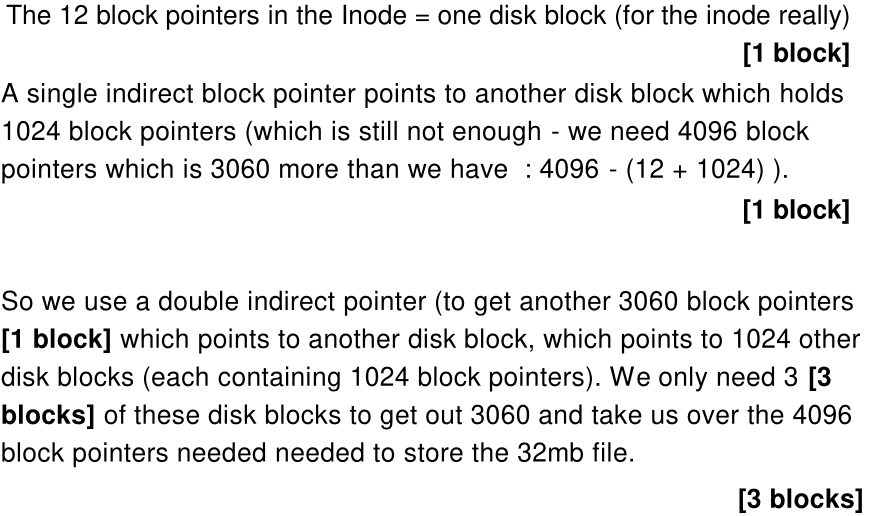 The 12 block pointers in the Inode = one disk block (for the inode really)
[1 block]
A single indirect block pointer points to another disk block which holds
1024 block pointers (which is still not enough - we need 4096 block
pointers which is 3060 more than we have : 4096 - (12 + 1024) ).
[1 block]
So we use a double indirect pointer (to get another 3060 block pointers
[1 block] which points to another disk block, which points to 1024 other
disk blocks (each containing 1024 block pointers). We only need 3 [3
blocks] of these disk blocks to get out 3060 and take us over the 4096
block pointers needed needed to store the 32mb file.
[3 blocks]